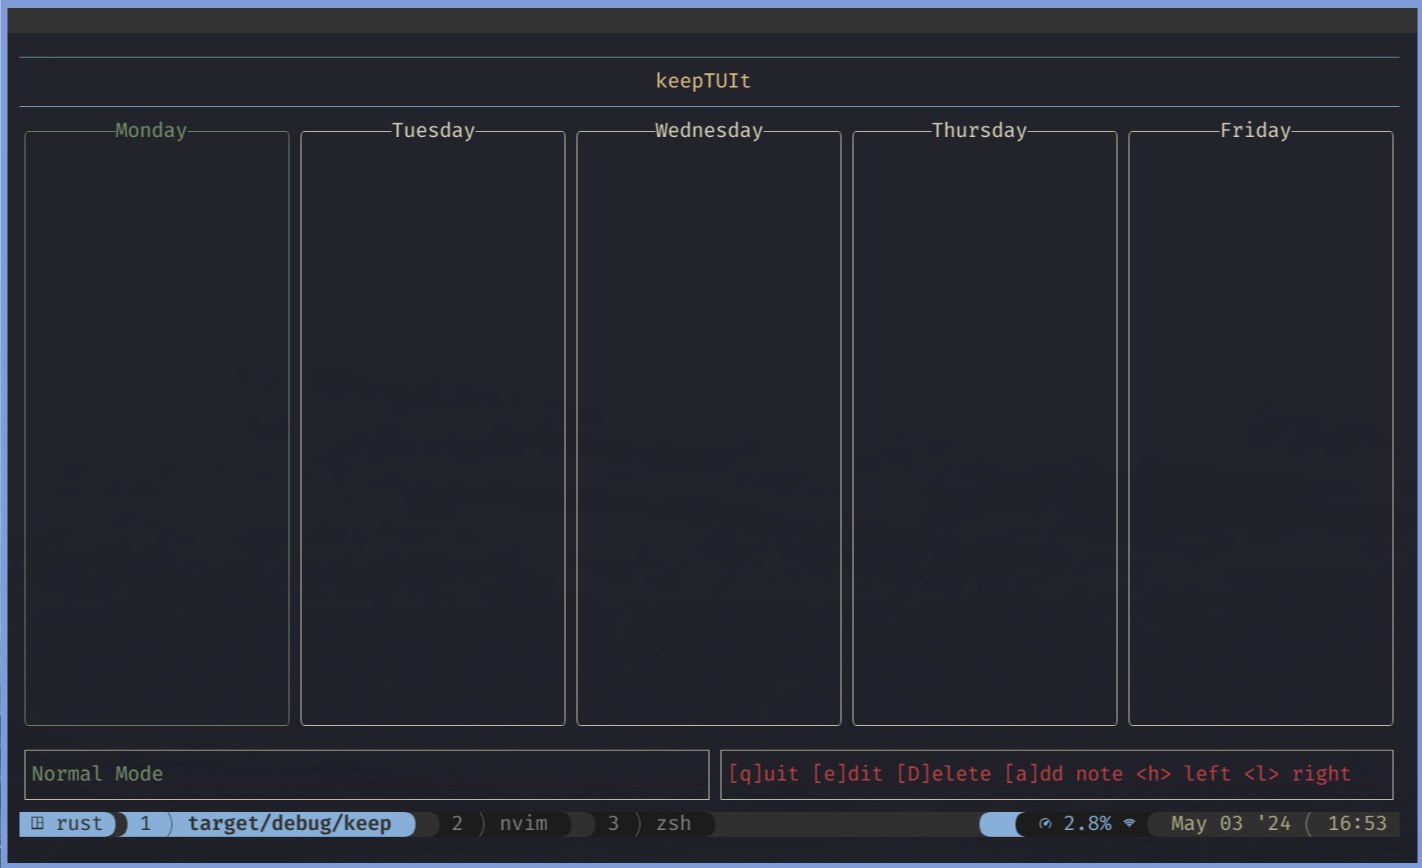 keepTUIt
Monday Tuesday Wednesday Thursday Friday
Normal Mode [q]uit [e]dit [D]elete [a]dd note <h> left <l> right
rust 1 target/debug/keep 2 nvim 3 zsh 2.8% May 03 '24 16:53